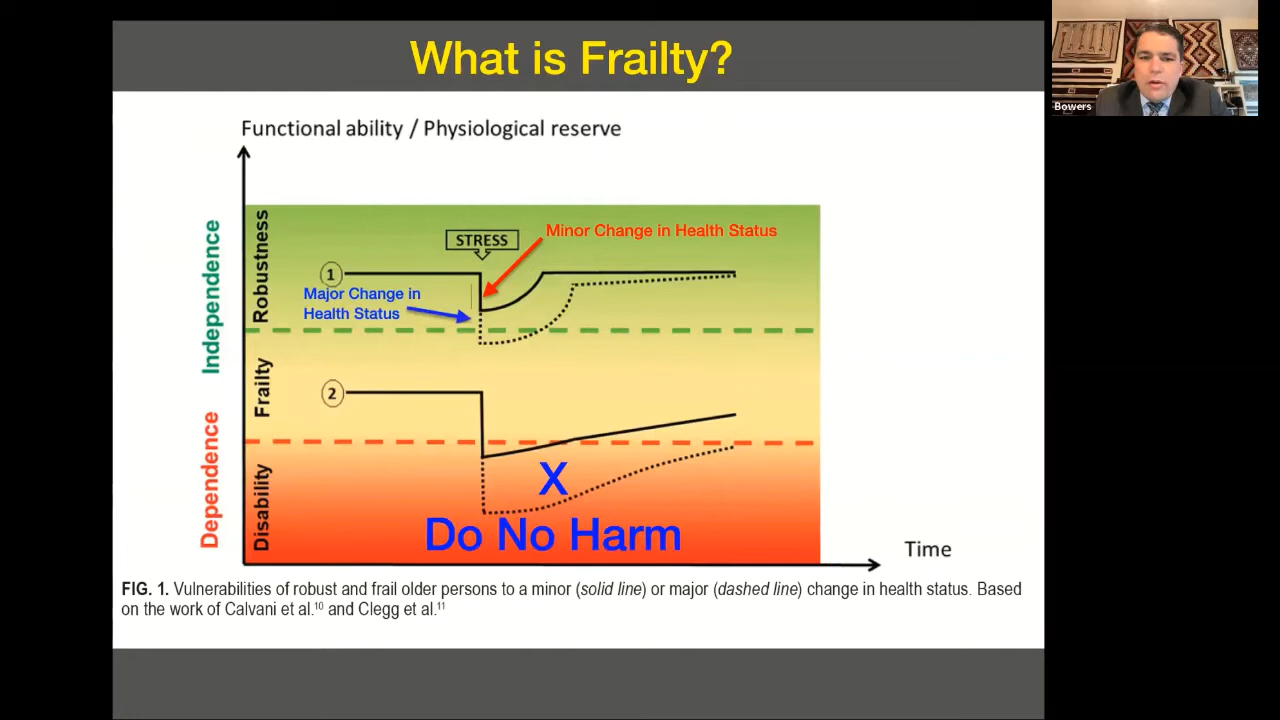 What is Frailty?
Bowers
Functional ability / Physiological reserve
Independence
Dependence
Robustness
Frailty
Disability
STRESS
Minor Change in Health Status
1
Major Change in
Health Status
2
X
Do No Harm
Time
FIG. 1. Vulnerabilities of robust and frail older persons to a minor (solid line) or major (dashed line) change in health status. Based
on the work of Calvani et al.¹⁰ and Clegg et al.¹¹